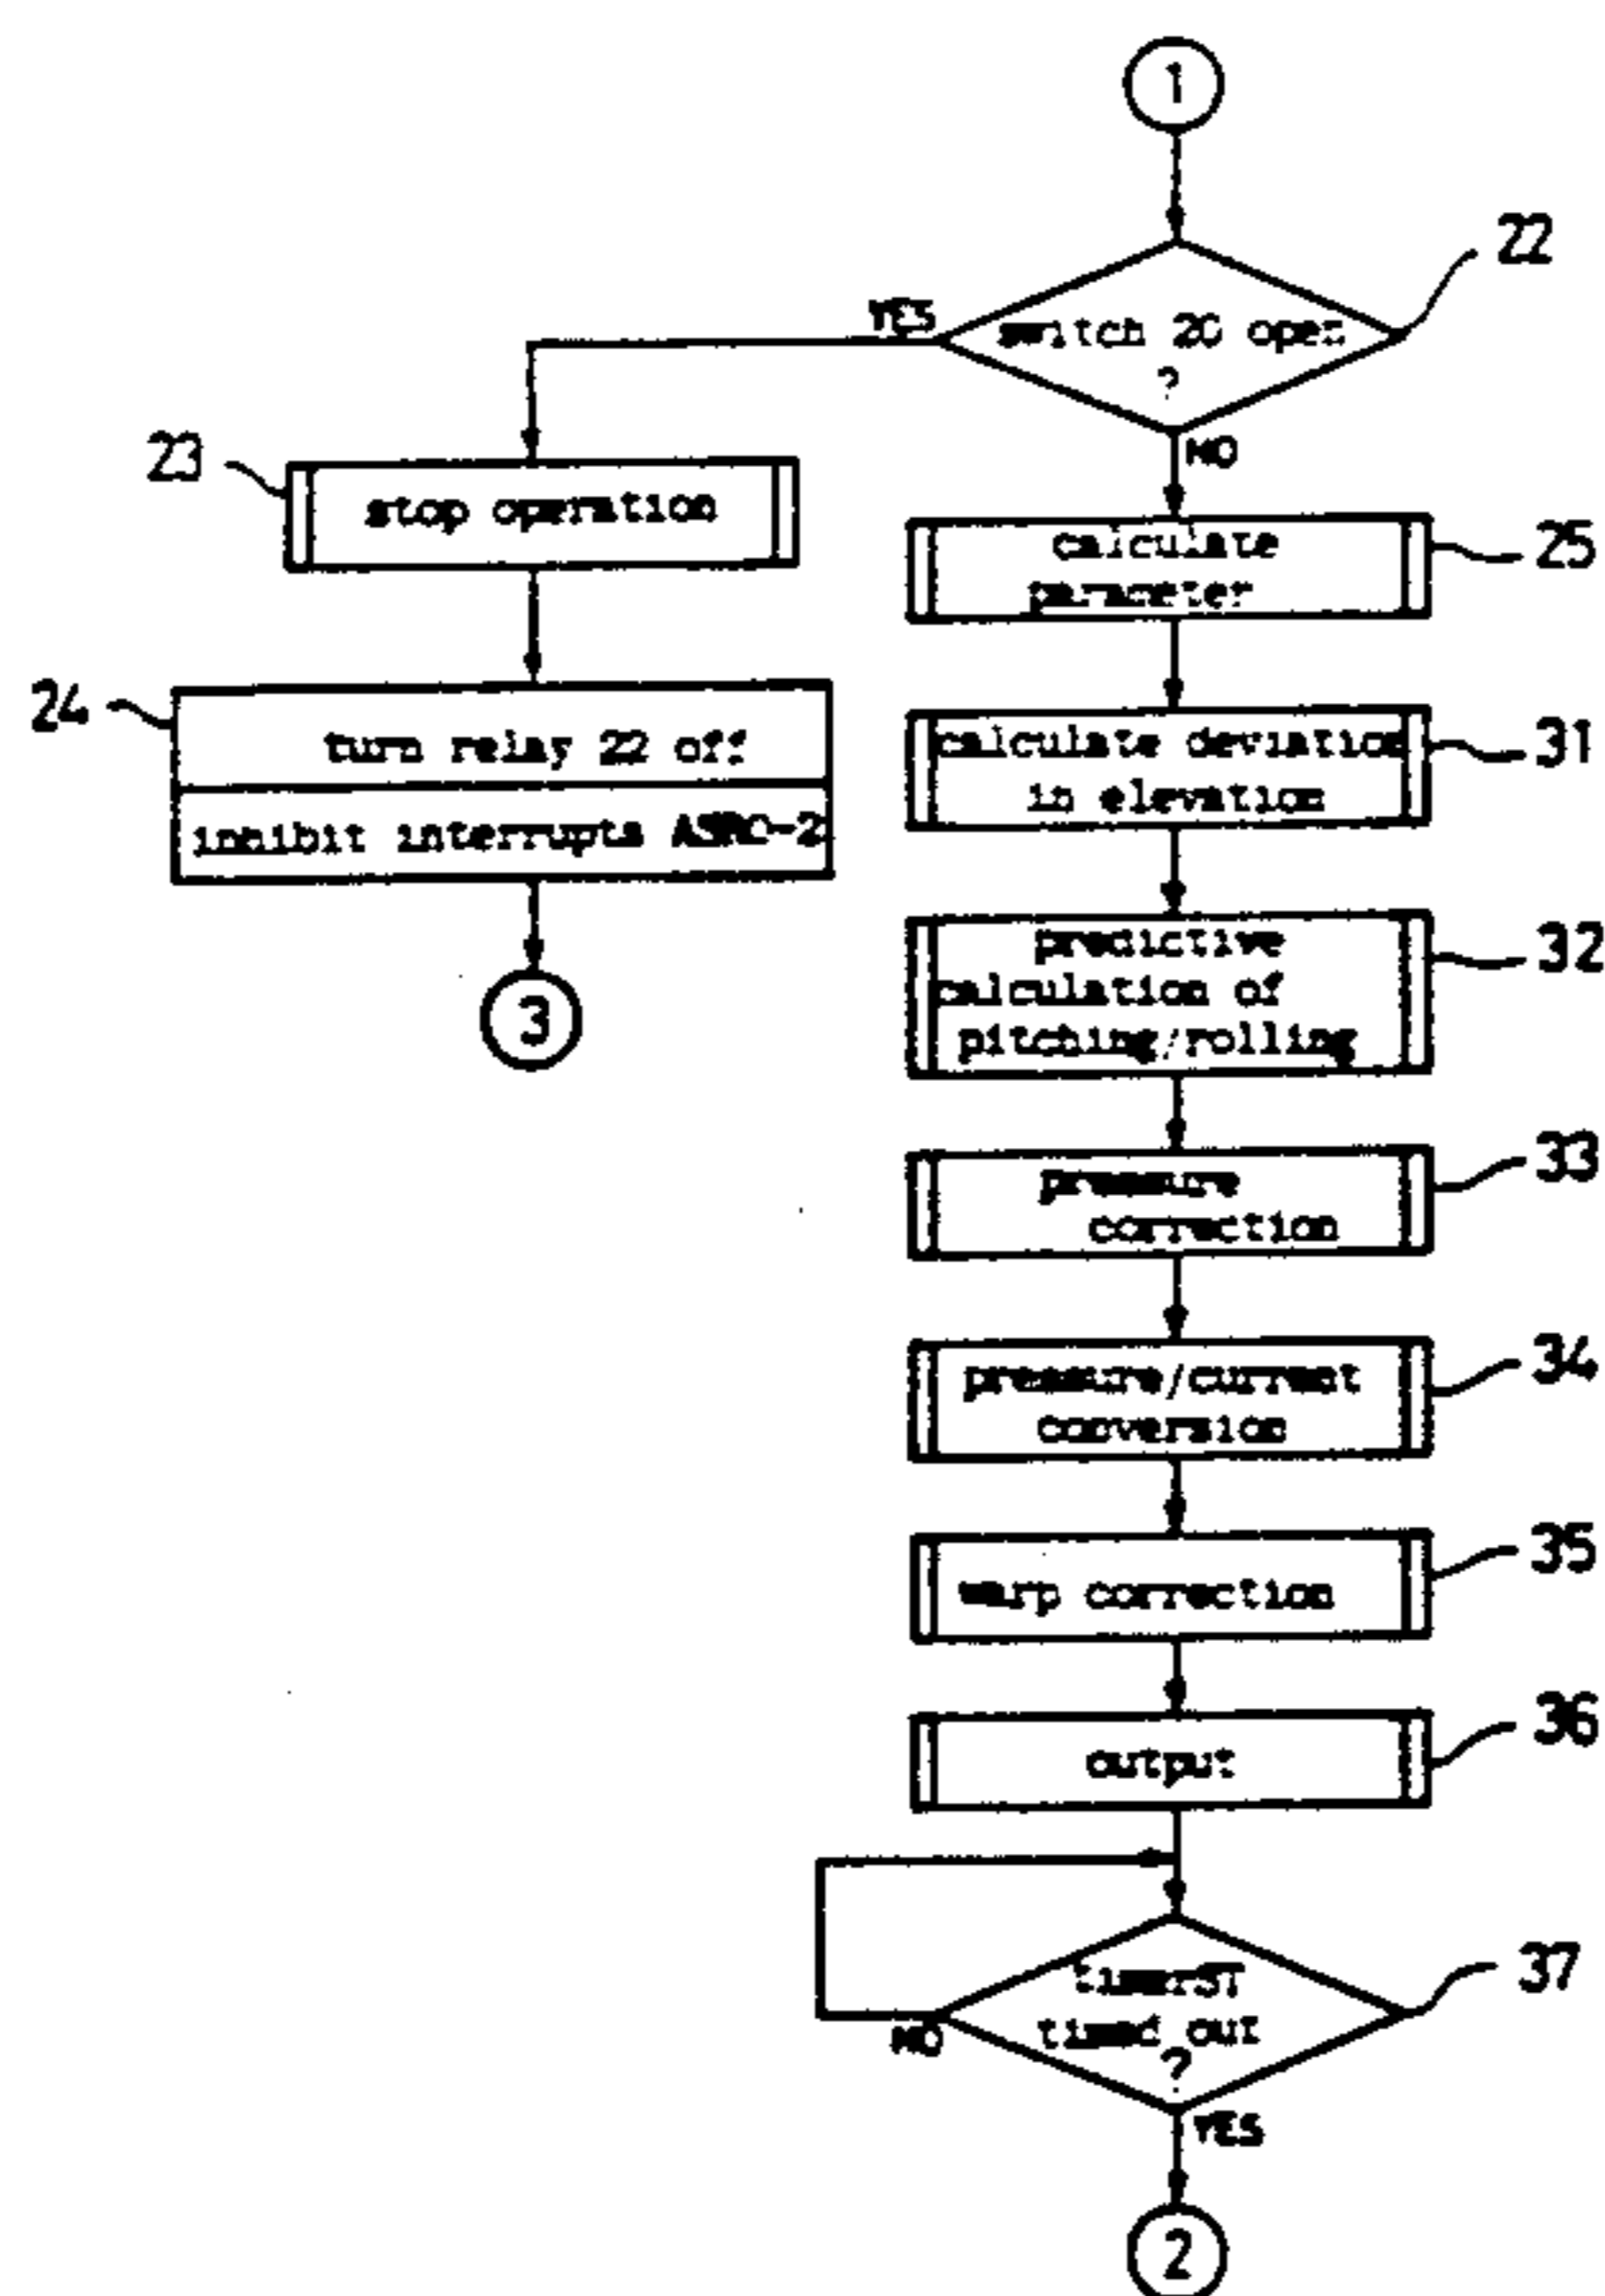 1
22
switch 20 open
?
YES
NO
23
stop operation
25
calculate
parameter
24
turn relay 22 off
inhibit interrupts ASRO-2
3
31
calculate deviation
in elevation
32
predictive
calculation of
pitching/rolling
33
pressure
correction
34
pressure/current
conversion
35
warp correction
36
output
37
timerST
timed out
?
NO
YES
2